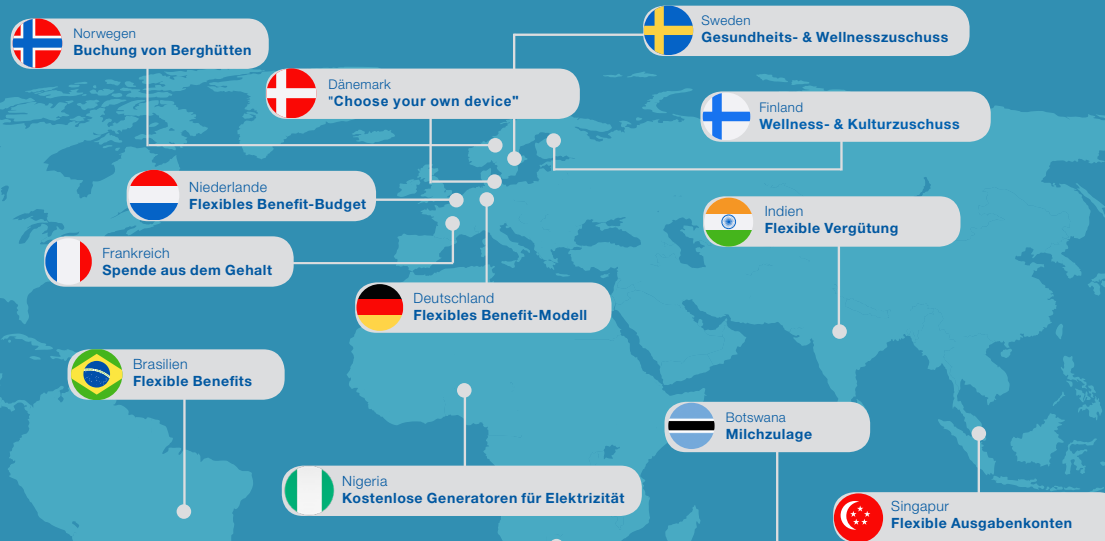 Norwegen
Buchung von Berghütten
Sweden
Gesundheits- & Wellnesszuschuss
Dänemark
"Choose your own device"
Finland
Wellness- & Kulturzuschuss
Niederlande
Flexibles Benefit-Budget
Indien
Flexible Vergütung
Frankreich
Spende aus dem Gehalt
Deutschland
Flexibles Benefit-Modell
Brasilien
Flexible Benefits
Botswana
Milchzulage
Nigeria
Kostenlose Generatoren für Elektrizität
Singapur
Flexible Ausgabenkonten